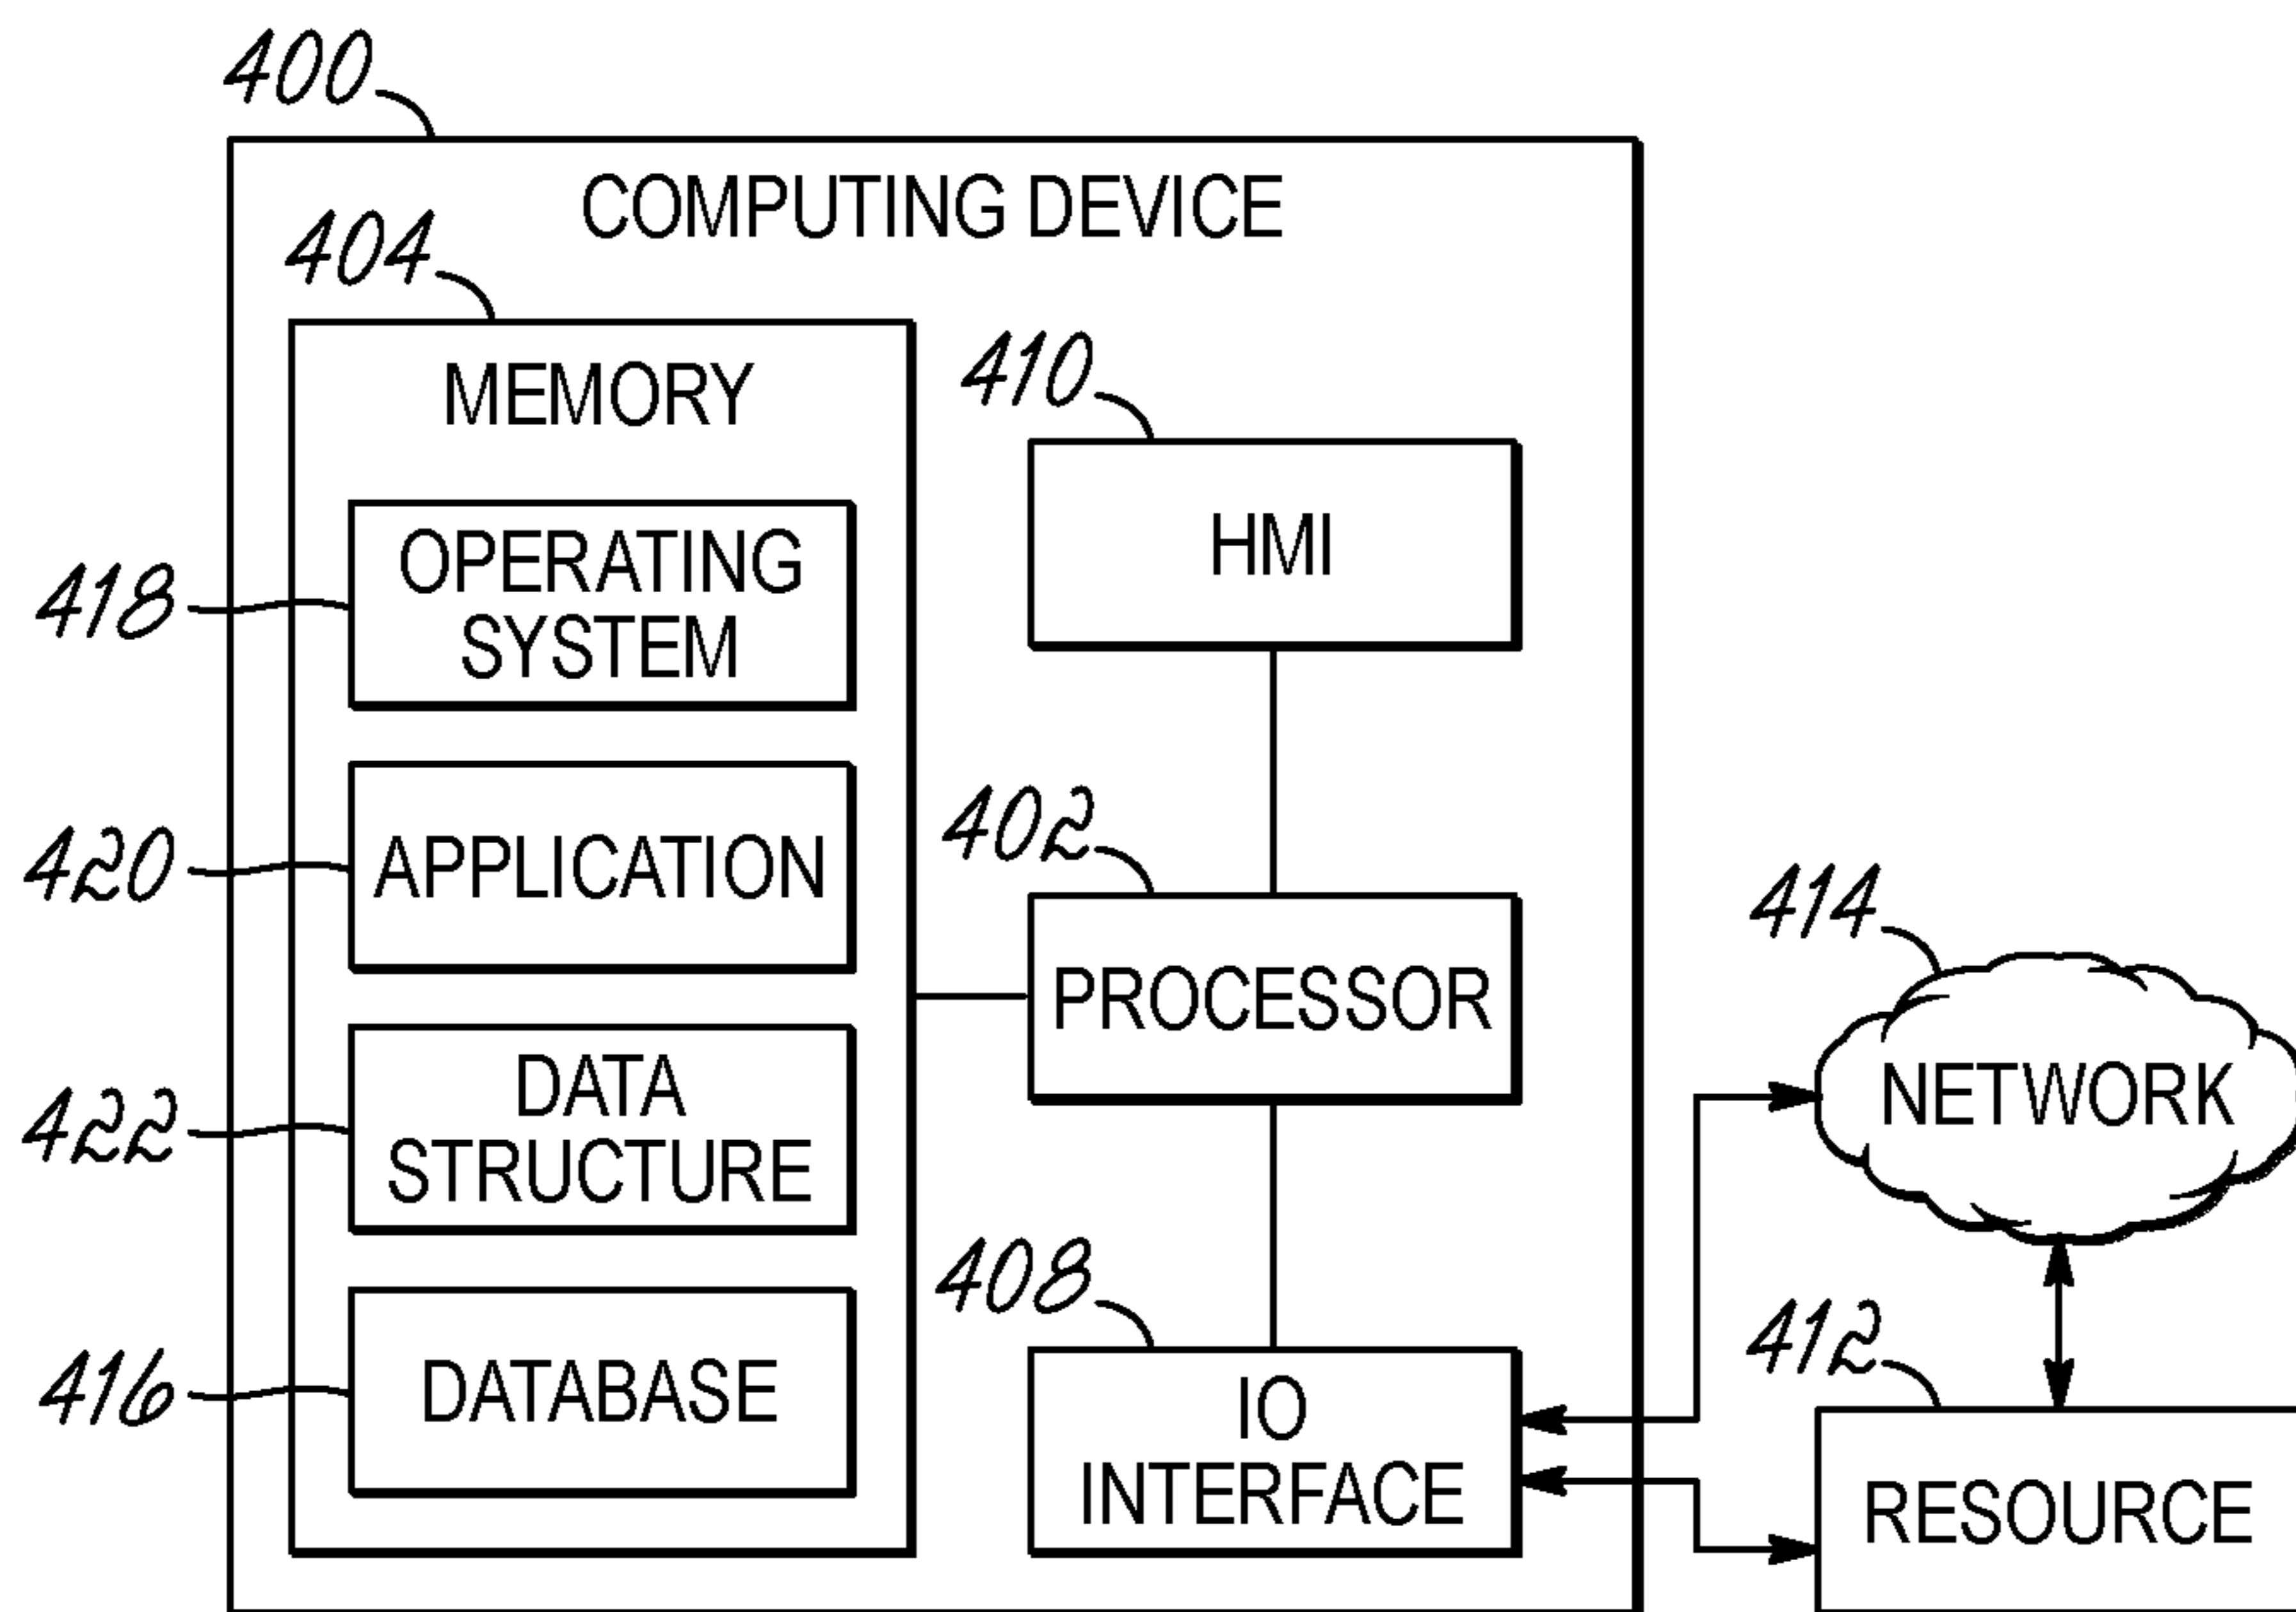 400
COMPUTING DEVICE
404
MEMORY
410
HMI
418
OPERATING
SYSTEM
420
APPLICATION
402
PROCESSOR
414
NETWORK
422
DATA
STRUCTURE
408
IO
INTERFACE
416
DATABASE
412
RESOURCE